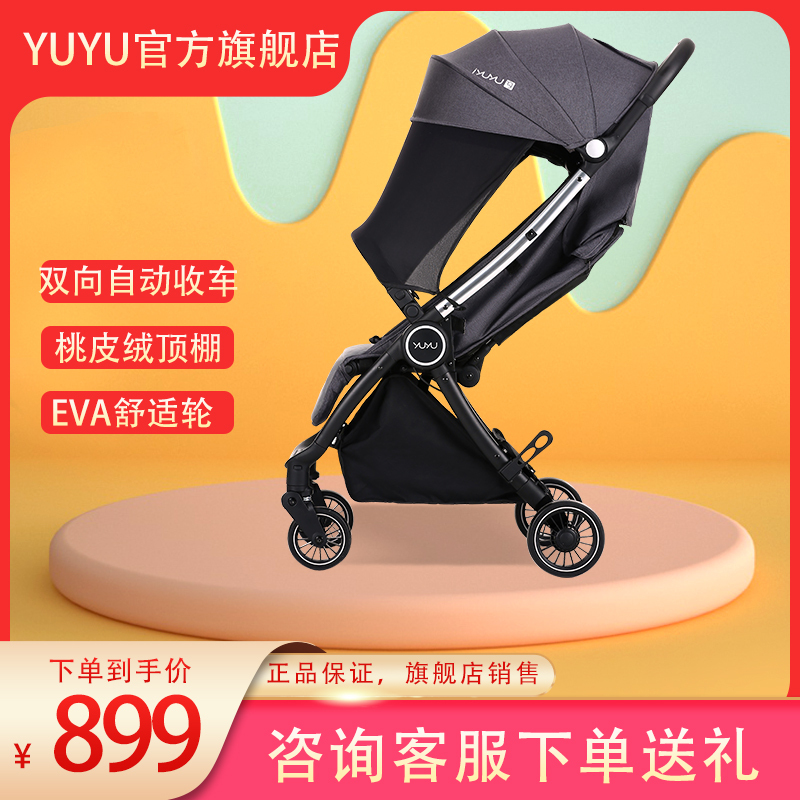 YUYU官方旗舰店
IYUYU
双向自动收车
桃皮绒顶棚
EVA舒适轮
YUYU
下单到手价
正品保证，旗舰店销售
¥899
咨询客服下单送礼